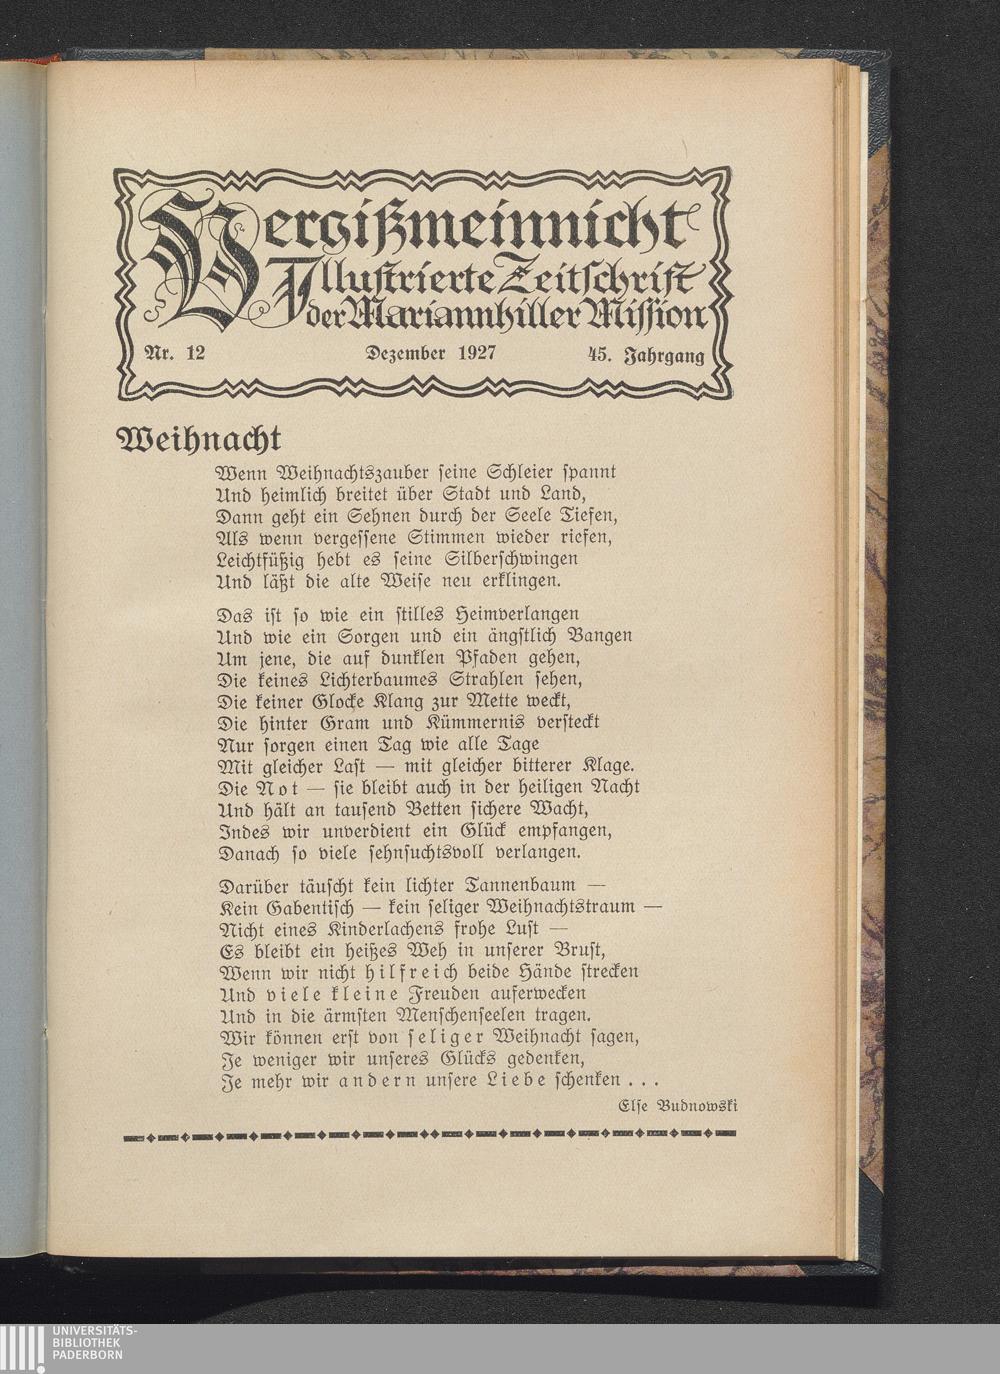 Vergißmeinnicht
Illustrierte Zeitschrift
der Mariannhiller Mission
Nr. 12 Dezember 1927 45. Jahrgang
Weihnacht
Wenn Weihnachtszauber seine Schleier spannt
Und heimlich breitet über Stadt und Land,
Dann geht ein Sehnen durch der Seele Tiefen,
Als wenn vergessene Stimmen wieder riefen,
Leichtfüßig hebt es seine Silberschwingen
Und läßt die alte Weise neu erklingen.
Das ist so wie ein stilles Heimverlangen
Und wie ein Sorgen und ein ängstlich Bangen
Um jene, die auf dunklen Pfaden gehen,
Die keines Lichterbaumes Strahlen sehen,
Die keiner Glocke Klang zur Mette weckt,
Die hinter Gram und Kümmernis versteckt
Nur sorgen einen Tag wie alle Tage
Mit gleicher Last — mit gleicher bitterer Klage.
Die Not — sie bleibt auch in der heiligen Nacht
Und hält an tausend Betten sichere Wacht,
Indes wir unverdient ein Glück empfangen,
Danach so viele sehnsuchtsvoll verlangen.
Darüber täuscht kein lichter Tannenbaum —
Kein Gabentisch — kein seliger Weihnachtstraum —
Nicht eines Kinderlachens frohe Lust —
Es bleibt ein heißes Weh in unserer Brust,
Wenn wir nicht hilfreich beide Hände strecken
Und viele kleine Freuden auferwecken
Und in die ärmsten Menschenseelen tragen.
Wir können erst von seliger Weihnacht sagen,
Je weniger wir unseres Glücks gedenken,
Je mehr wir andern unsere Liebe schenken . . .
Else Budnowski
UNIVERSITÄTS-
BIBLIOTHEK
PADERBORN